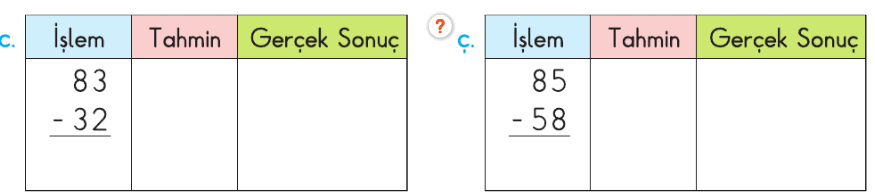 c. İşlem Tahmin Gerçek Sonuç
83
- 32
? ç. İşlem Tahmin Gerçek Sonuç
85
- 58